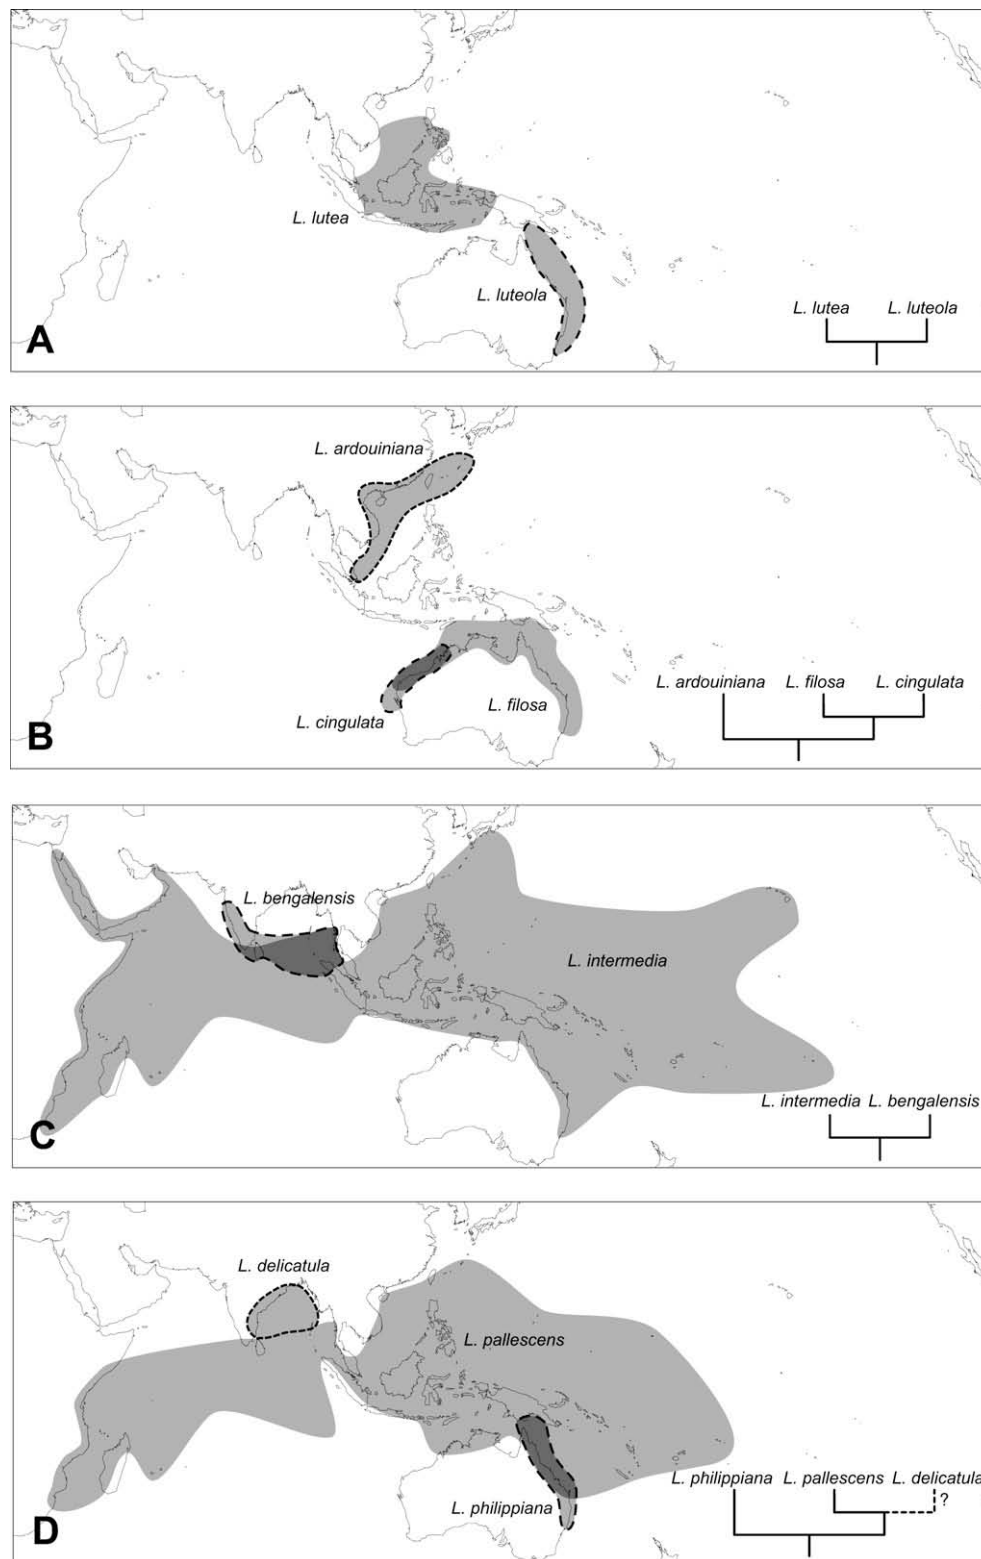 L. lutea
L. luteola
L. lutea L. luteola
A
L. ardouiniana
L. ardouiniana L. filosa L. cingulata
L. filosa
L. cingulata
B
L. bengalensis
L. intermedia
L. intermedia L. bengalensis
C
L. delicatula
L. pallescens
L. philippiana L. pallescens L. delicatula
?
L. philippiana
D